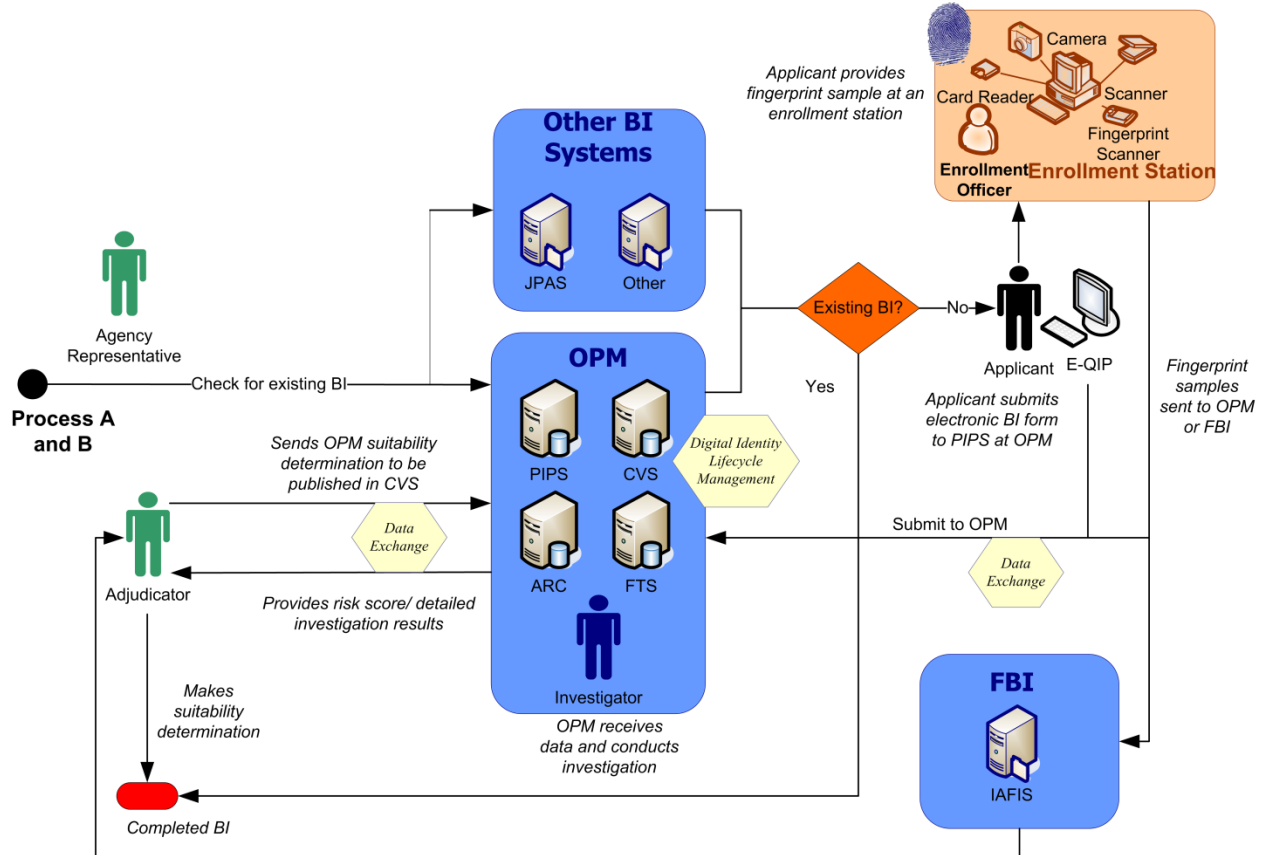 Other BI
Systems
JPAS
Other
Applicant provides
fingerprint sample at an
enrollment station
Camera
Card Reader
Scanner
Fingerprint
Scanner
Enrollment
Officer
Enrollment Station
Agency
Representative
Process A
and B
Check for existing BI
OPM
PIPS
CVS
ARC
FTS
Investigator
OPM receives
data and conducts
investigation
Digital Identity
Lifecycle
Management
Existing BI?
No
Yes
Applicant
E-QIP
Applicant submits
electronic BI form
to PIPS at OPM
Fingerprint
samples
sent to OPM
or FBI
Sends OPM suitability
determination to be
published in CVS
Data
Exchange
Adjudicator
Provides risk score/ detailed
investigation results
Submit to OPM
Data
Exchange
Makes
suitability
determination
Completed BI
FBI
IAFIS